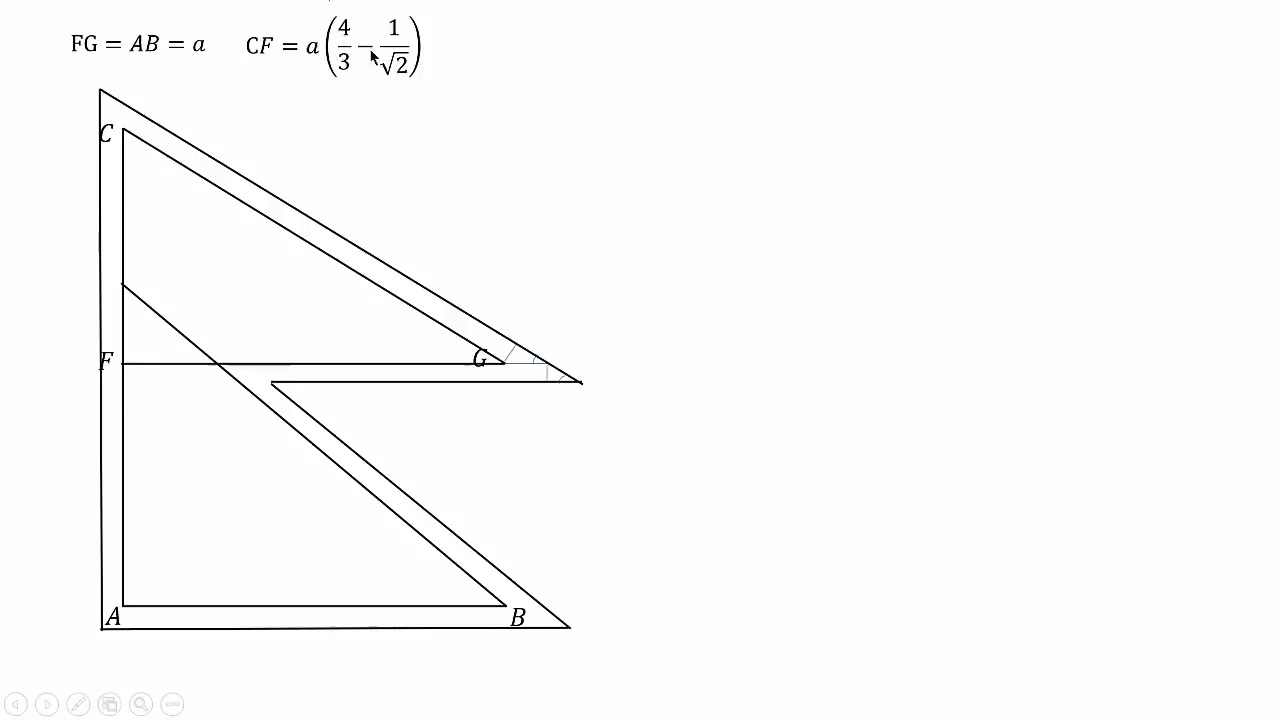 FG = AB = a    CF = a(4/3 − 1/√2)
C
F
G
A
B